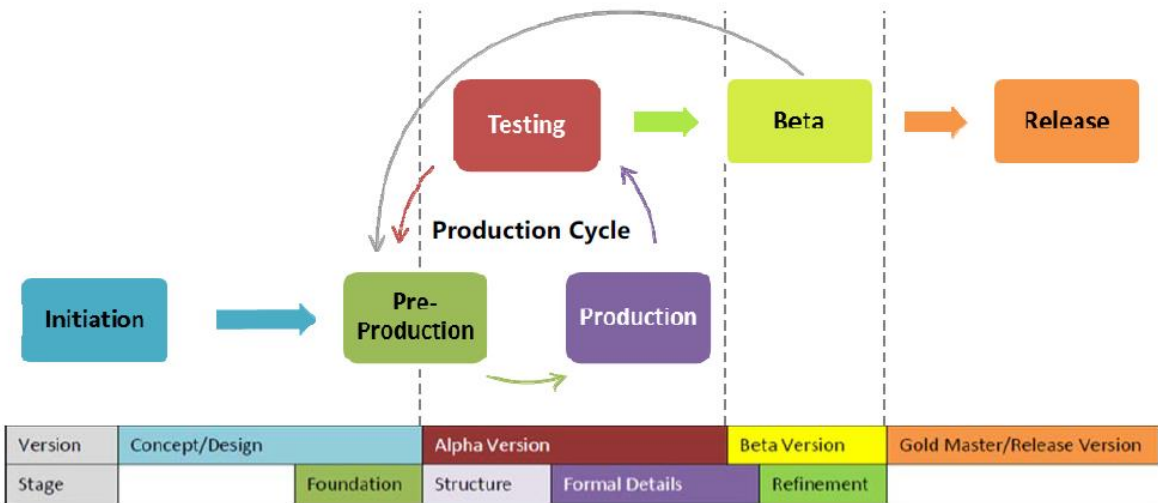 Testing
Beta
Release
Production Cycle
Initiation
Pre-
Production
Production
Version Concept/Design Alpha Version Beta Version Gold Master/Release Version
Stage Foundation Structure Formal Details Refinement